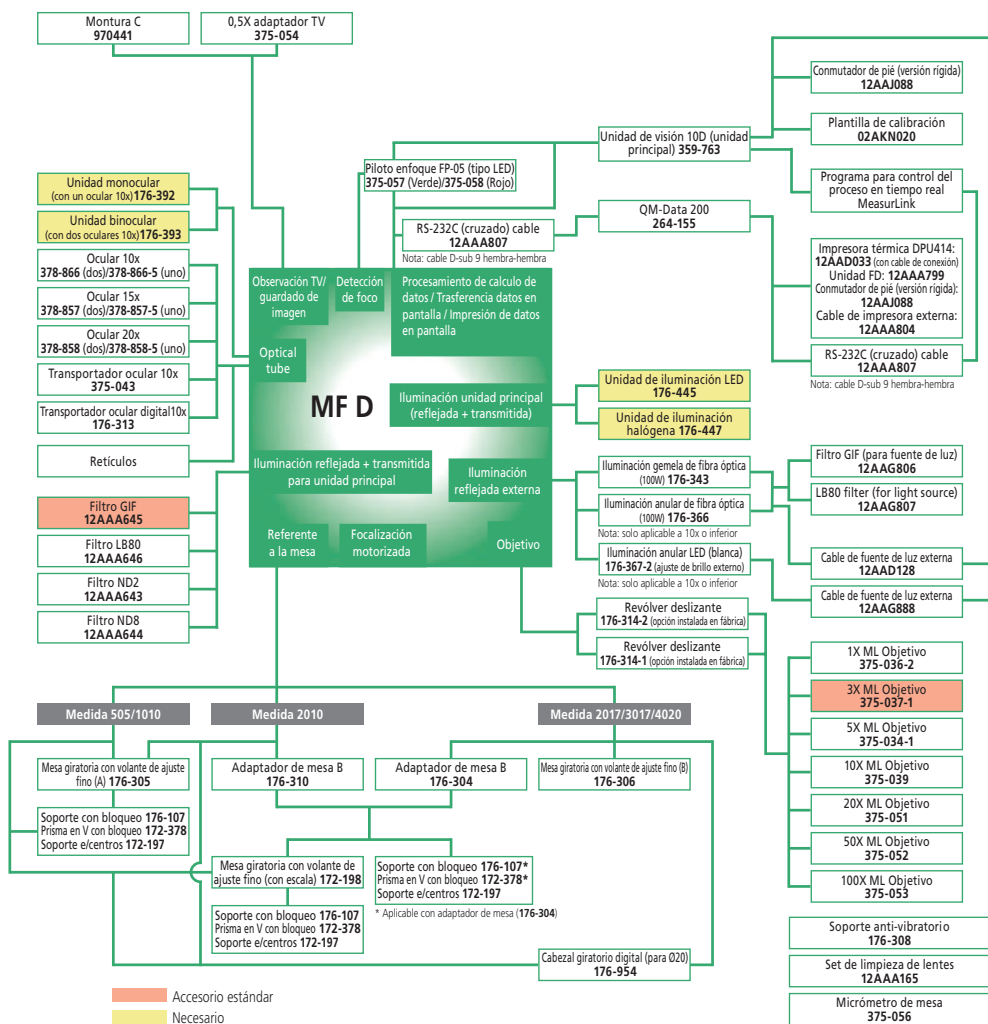 Montura C
970441
0,5X adaptador TV
375-054
Unidad monocular
(con un ocular 10x)176-392
Unidad binocular
(con dos oculares 10x)176-393
Ocular 10x
378-866 (dos)/378-866-5 (uno)
Ocular 15x
378-857 (dos)/378-857-5 (uno)
Ocular 20x
378-858 (dos)/378-858-5 (uno)
Transportador ocular 10x
375-043
Transportador ocular digital10x
176-313
Retículos
Filtro GIF
12AAA645
Filtro LB80
12AAA646
Filtro ND2
12AAA643
Filtro ND8
12AAA644
Piloto enfoque FP-05 (tipo LED)
375-057 (Verde)/375-058 (Rojo)
RS-232C (cruzado) cable
12AAA807
Nota: cable D-sub 9 hembra-hembra
Unidad de visión 10D (unidad
principal) 359-763
QM-Data 200
264-155
Conmutador de pié (versión rígida)
12AAJ088
Plantilla de calibración
02AKN020
Programa para control del
proceso en tiempo real
MeasurLink
Impresora térmica DPU414:
12AAD033 (con cable de conexión)
Unidad FD: 12AAA799
Conmutador de pié (versión rígida):
12AAJ088
Cable de impresora externa:
12AAA804
RS-232C (cruzado) cable
12AAA807
Nota: cable D-sub 9 hembra-hembra
Observación TV/
guardado de
imagen
Detección
de foco
Procesamiento de calculo de
datos / Trasferencia datos en
pantalla / Impresión de datos
en pantalla
Optical
tube
MF D
Iluminación unidad principal
(reflejada + transmitida)
Iluminación reflejada + transmitida
para unidad principal
Iluminación
reflejada externa
Referente
a la mesa
Focalización
motorizada
Objetivo
Unidad de iluminación LED
176-445
Unidad de iluminación
halógena 176-447
Iluminación gemela de fibra óptica
(100W) 176-343
Iluminación anular de fibra óptica
(100W) 176-366
Nota: solo aplicable a 10x o inferior
Iluminación anular LED (blanca)
176-367-2 (ajuste de brillo externo)
Nota: solo aplicable a 10x o inferior
Filtro GIF (para fuente de luz)
12AAG806
LB80 filter (for light source)
12AAG807
Cable de fuente de luz externa
12AAD128
Cable de fuente de luz externa
12AAG888
Revólver deslizante
176-314-2 (opción instalada en fábrica)
Revólver deslizante
176-314-1 (opción instalada en fábrica)
1X ML Objetivo
375-036-2
3X ML Objetivo
375-037-1
5X ML Objetivo
375-034-1
10X ML Objetivo
375-039
20X ML Objetivo
375-051
50X ML Objetivo
375-052
100X ML Objetivo
375-053
Medida 505/1010
Medida 2010
Medida 2017/3017/4020
Mesa giratoria con volante de ajuste
fino (A) 176-305
Adaptador de mesa B
176-310
Adaptador de mesa B
176-304
Mesa giratoria con volante de ajuste fino (B)
176-306
Soporte con bloqueo 176-107
Prisma en V con bloqueo 172-378
Soporte e/centros 172-197
Mesa giratoria con volante de
ajuste fino (con escala) 172-198
Soporte con bloqueo 176-107*
Prisma en V con bloqueo 172-378*
Soporte e/centros 172-197
* Aplicable con adaptador de mesa (176-304)
Soporte con bloqueo 176-107
Prisma en V con bloqueo 172-378
Soporte e/centros 172-197
Cabezal giratorio digital (para Ø20)
176-954
Soporte anti-vibratorio
176-308
Set de limpieza de lentes
12AAA165
Micrómetro de mesa
375-056
Accesorio estándar
Necesario